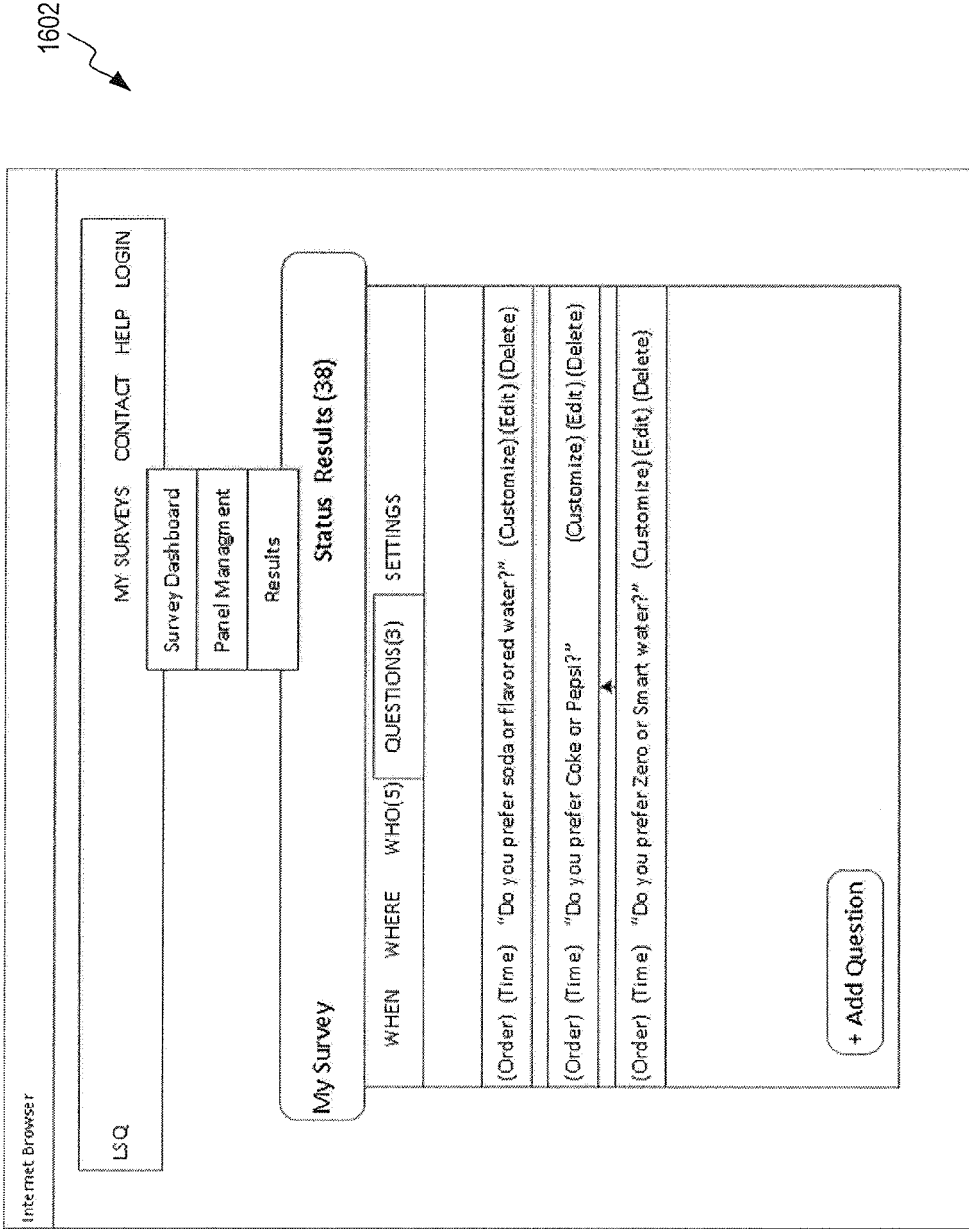 1602
Internet Browser
LSQ MY SURVEYS CONTACT HELP LOGIN
Survey Dashboard
Panel Managment
Results
My Survey Status Results (38)
WHEN WHERE WHO(5) QUESTIONS(3) SETTINGS
(Order) (Time) "Do you prefer soda or flavored water?" (Customize) (Edit) (Delete)
(Order) (Time) "Do you prefer Coke or Pepsi?" (Customize) (Edit) (Delete)
(Order) (Time) "Do you prefer Zero or Smart water?" (Customize) (Edit) (Delete)
+ Add Question